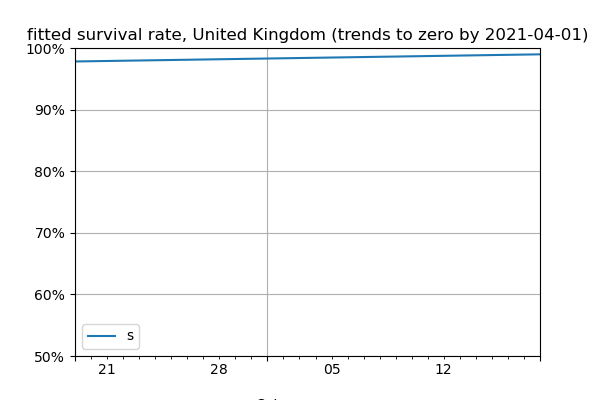 fitted survival rate, United Kingdom (trends to zero by 2021-04-01)
100%
90%
80%
70%
60%
50%
s
21 28 05 12